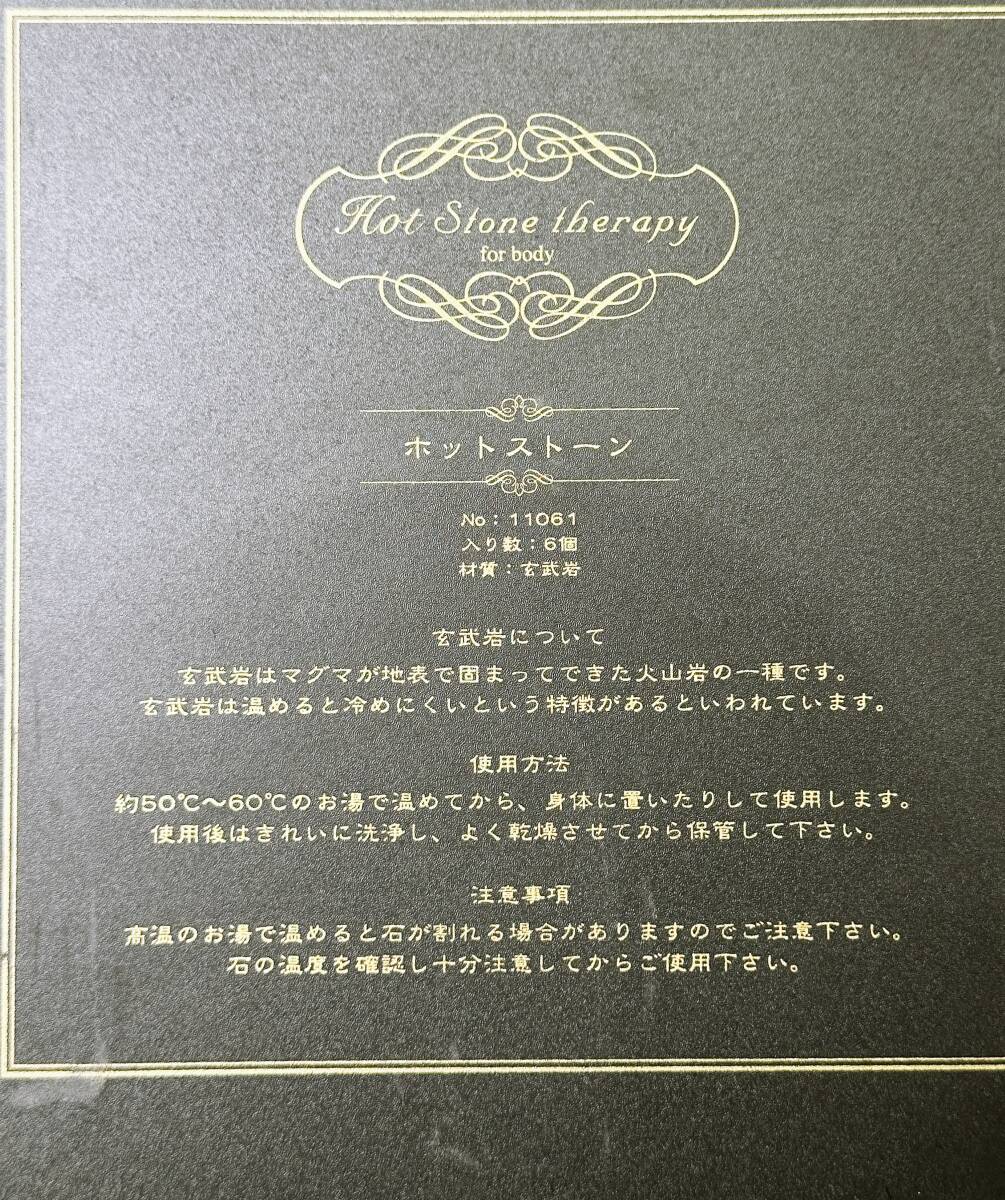 Hot Stone therapy
for body
ホットストーン
No：11061
入り数：6個
材質：玄武岩
玄武岩について
玄武岩はマグマが地表で固まってできた火山岩の一種です。
玄武岩は温めると冷めにくいという特徴があるといわれています。
使用方法
約50℃〜60℃のお湯で温めてから、身体に置いたりして使用します。
使用後はきれいに洗浄し、よく乾燥させてから保管して下さい。
注意事項
高温のお湯で温めると石が割れる場合がありますのでご注意下さい。
石の温度を確認し十分注意してからご使用下さい。